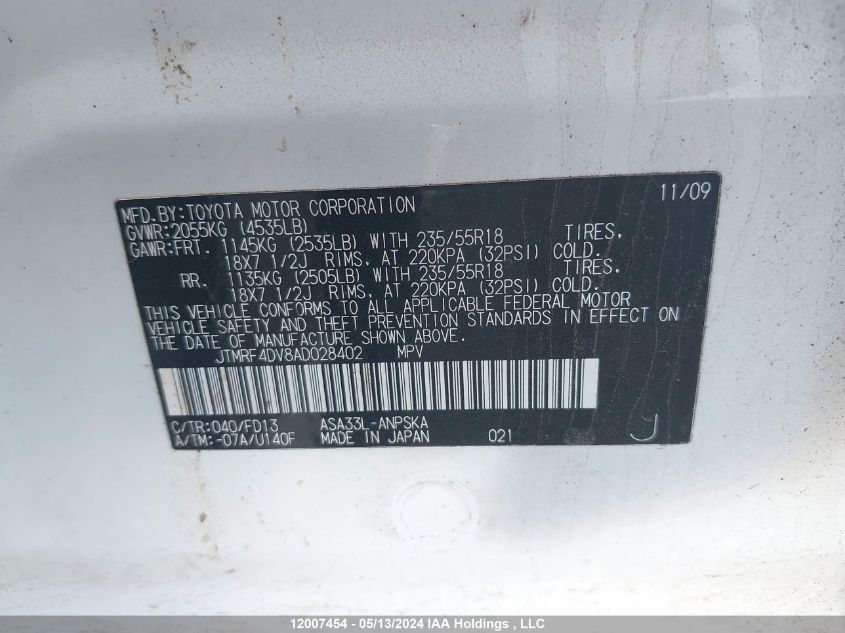 11/09
MFD.BY:TOYOTA MOTOR CORPORATION
GVWR:2055KG (4535LB)
GAWR:FRT. 1145KG (2535LB) WITH 235/55R18 TIRES,
18X7 1/2J RIMS, AT 220KPA (32PSI) COLD.
RR. 1135KG (2505LB) WITH 235/55R18 TIRES,
18X7 1/2J RIMS, AT 220KPA (32PSI) COLD.
THIS VEHICLE CONFORMS TO ALL APPLICABLE FEDERAL MOTOR
VEHICLE SAFETY AND THEFT PREVENTION STANDARDS IN EFFECT ON
THE DATE OF MANUFACTURE SHOWN ABOVE.
JTMRF4DV8AD028402 MPV
C/TR:040/FD13 ASA33L-ANPSKA
A/TM:-07A/U140F MADE IN JAPAN 021 J
12007454 - 05/13/2024 IAA Holdings , LLC